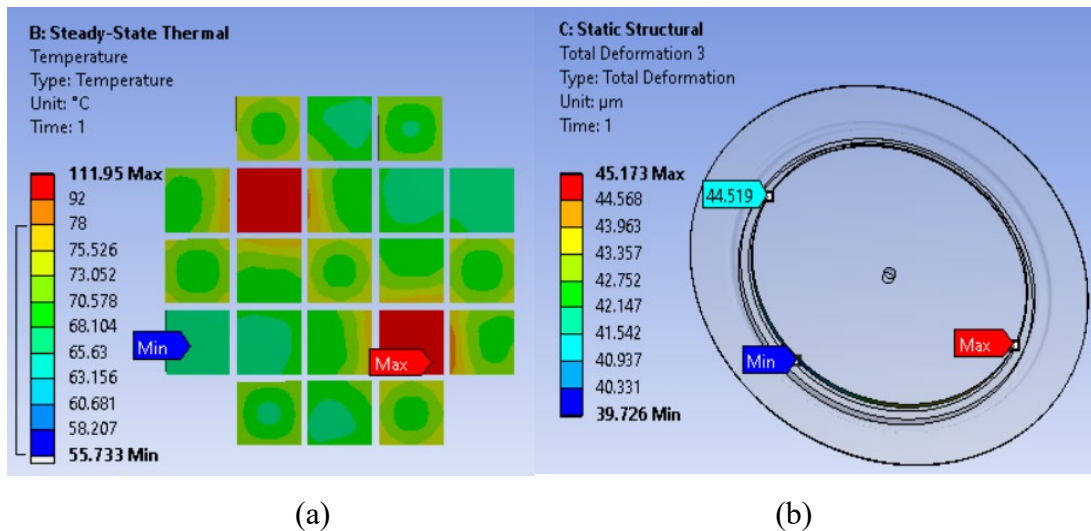 B: Steady-State Thermal
Temperature
Type: Temperature
Unit: °C
Time: 1
111.95 Max
92
78
75.526
73.052
70.578
68.104
65.63
63.156
60.681
58.207
55.733 Min
Min
Max
C: Static Structural
Total Deformation 3
Type: Total Deformation
Unit: µm
Time: 1
45.173 Max
44.568
43.963
43.357
42.752
42.147
41.542
40.937
40.331
39.726 Min
44.519
Max
Min
(a)
(b)